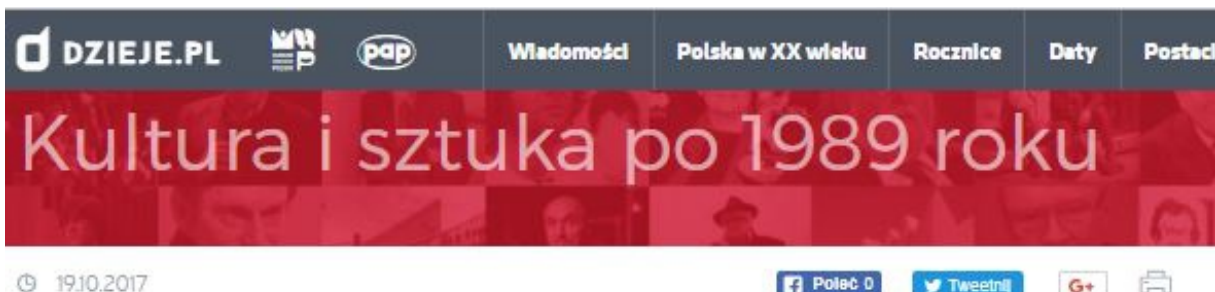 DZIEJE.PL pap Wiadomości Polska w XX wieku Rocznice Daty Postaci
Kultura i sztuka po 1989 roku
19.10.2017 Poleć 0 Tweetnij G+